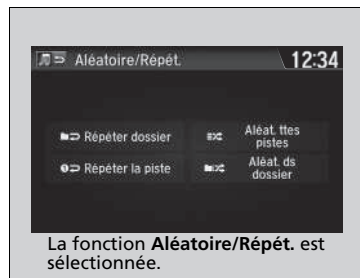 Aléatoire/Répét.
12:34
Répéter dossier
Aléat. ttes
pistes
Répéter la piste
Aléat. ds
dossier
La fonction Aléatoire/Répét. est
sélectionnée.